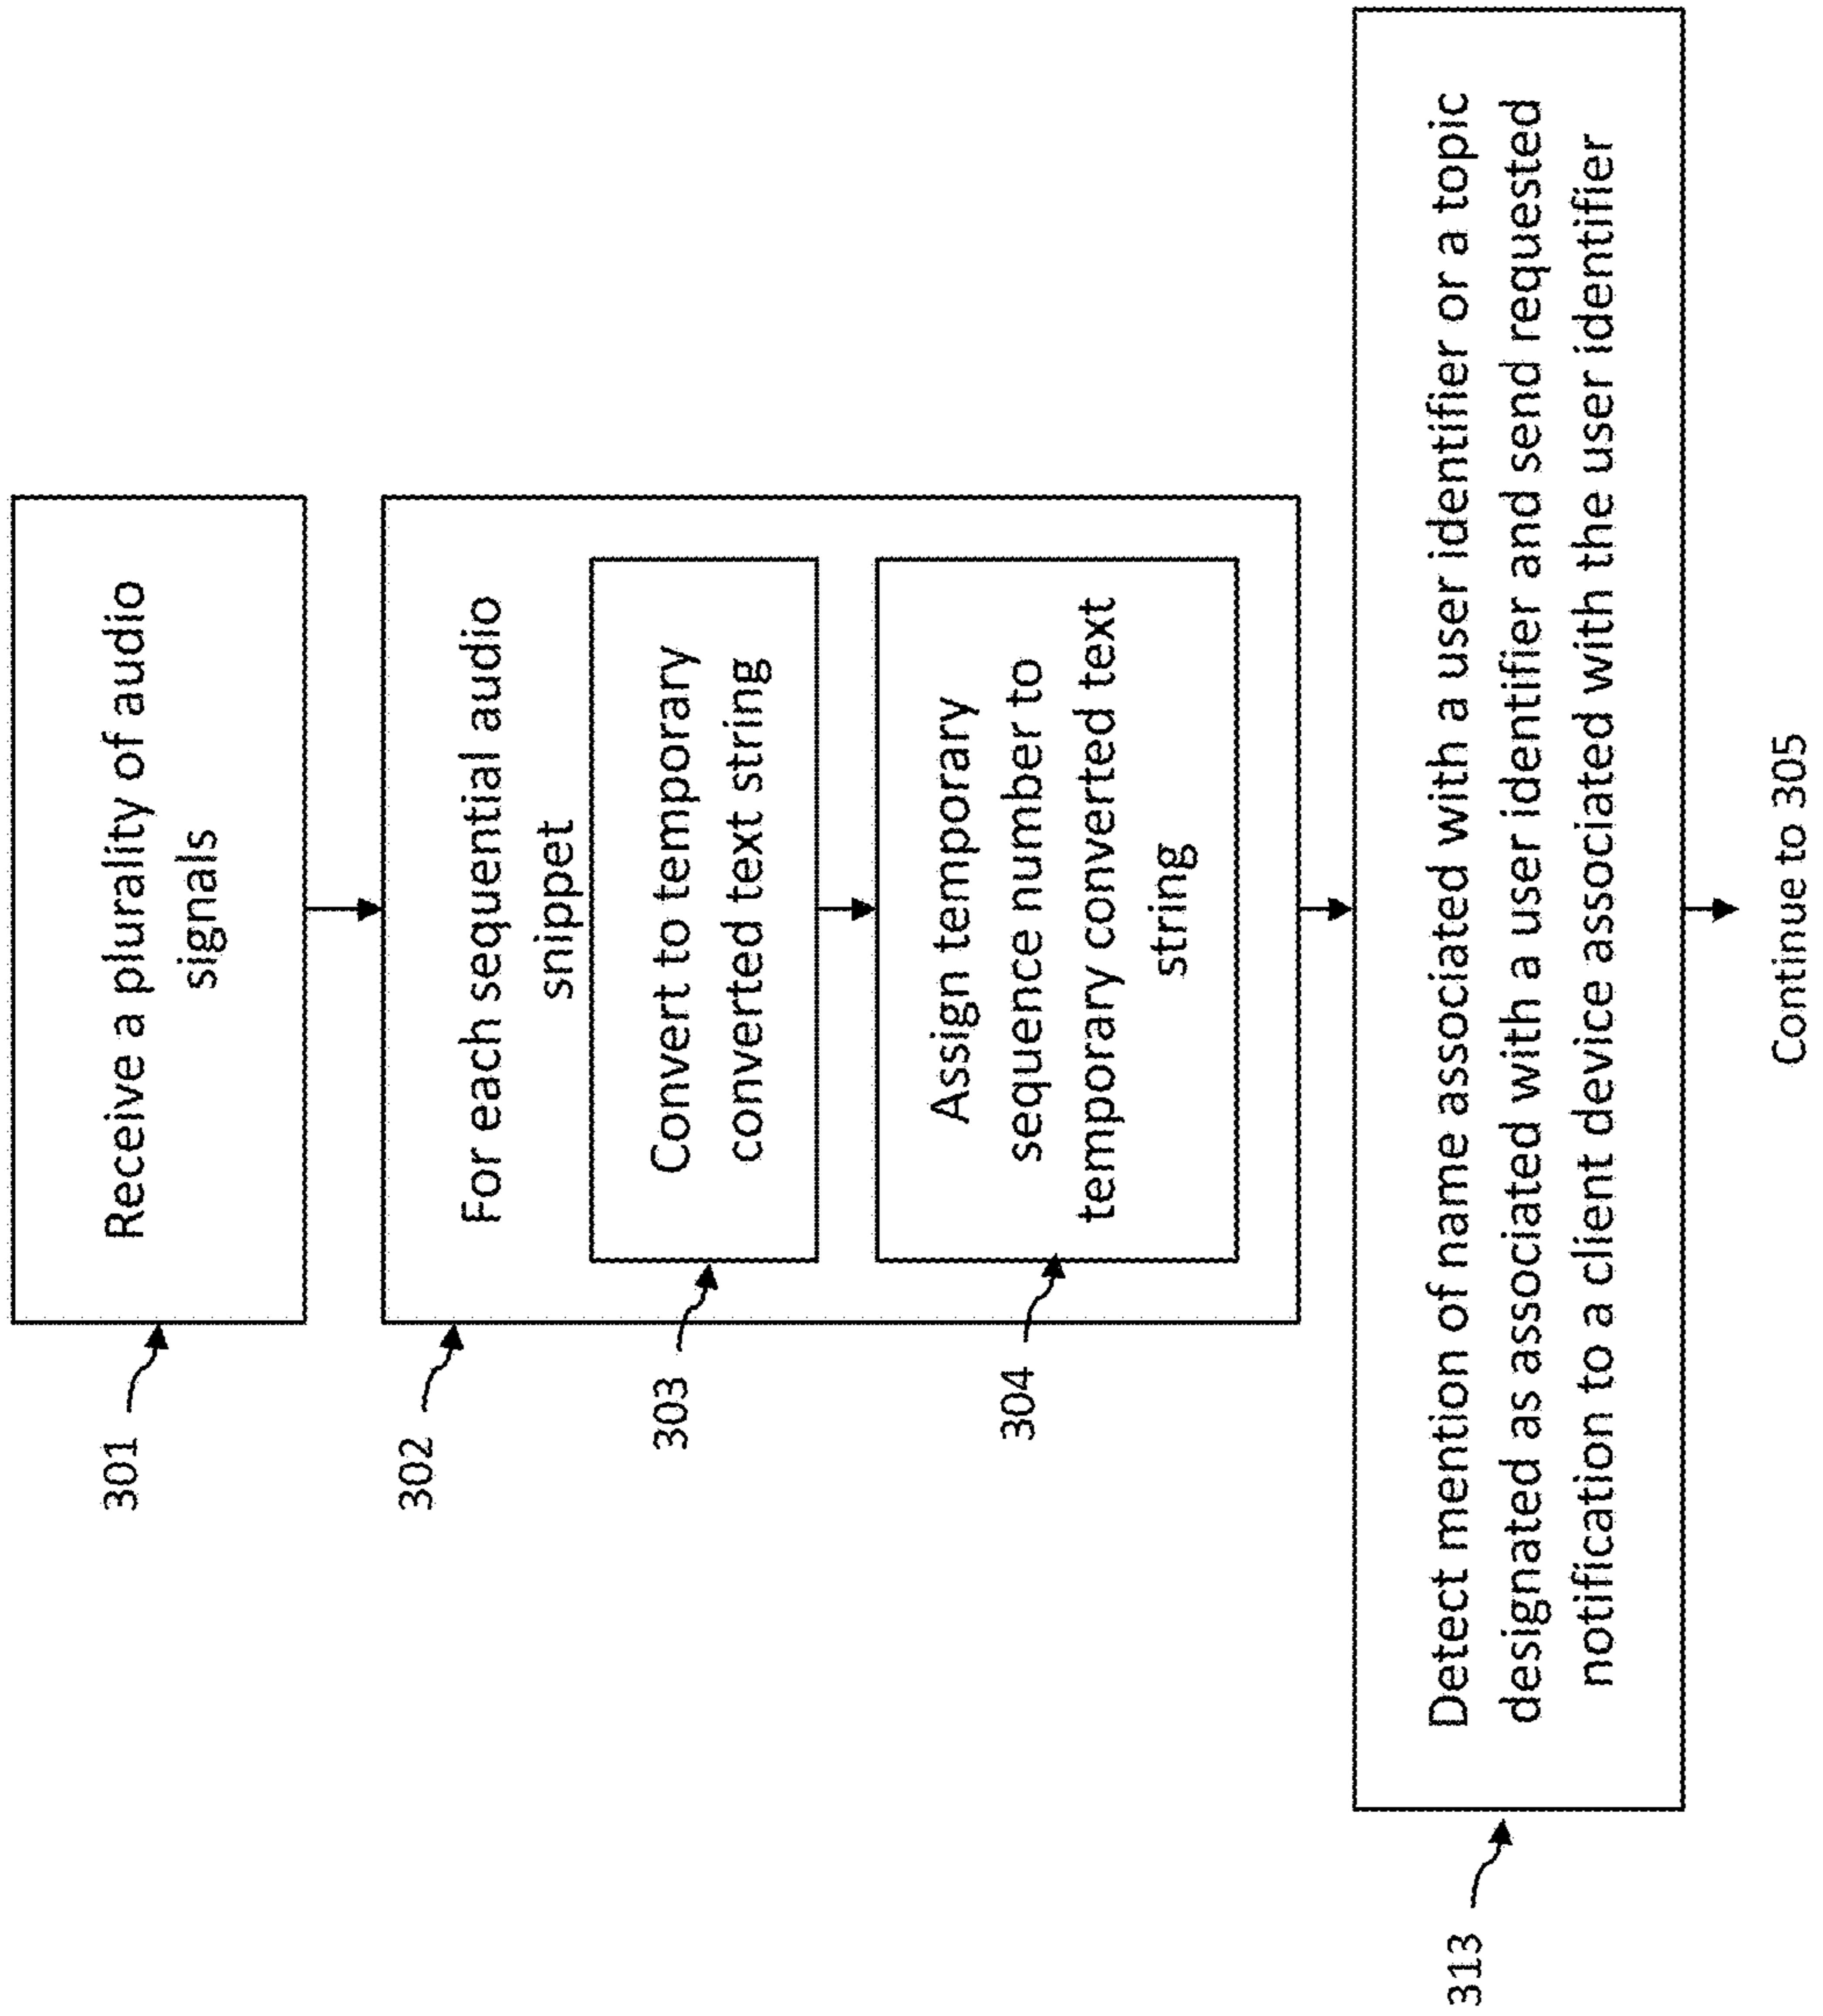 301
Receive a plurality of audio
signals
302
For each sequential audio
snippet
303
Convert to temporary
converted text string
304
Assign temporary
sequence number to
temporary converted text
string
313
Detect mention of name associated with a user identifier or a topic
designated as associated with a user identifier and send requested
notification to a client device associated with the user identifier
Continue to 305